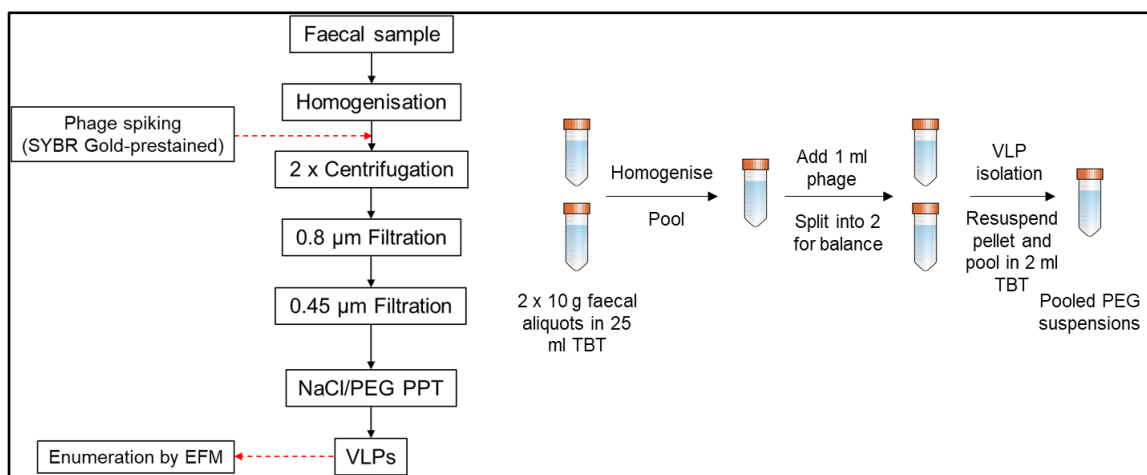 Faecal sample
Homogenisation
Phage spiking
(SYBR Gold-prestained)
2 x Centrifugation
0.8 µm Filtration
0.45 µm Filtration
NaCl/PEG PPT
Enumeration by EFM
VLPs
2 x 10 g faecal
aliquots in 25
ml TBT
Homogenise
Pool
Add 1 ml
phage
Split into 2
for balance
VLP
isolation
Resuspend
pellet and
pool in 2 ml
TBT
Pooled PEG
suspensions